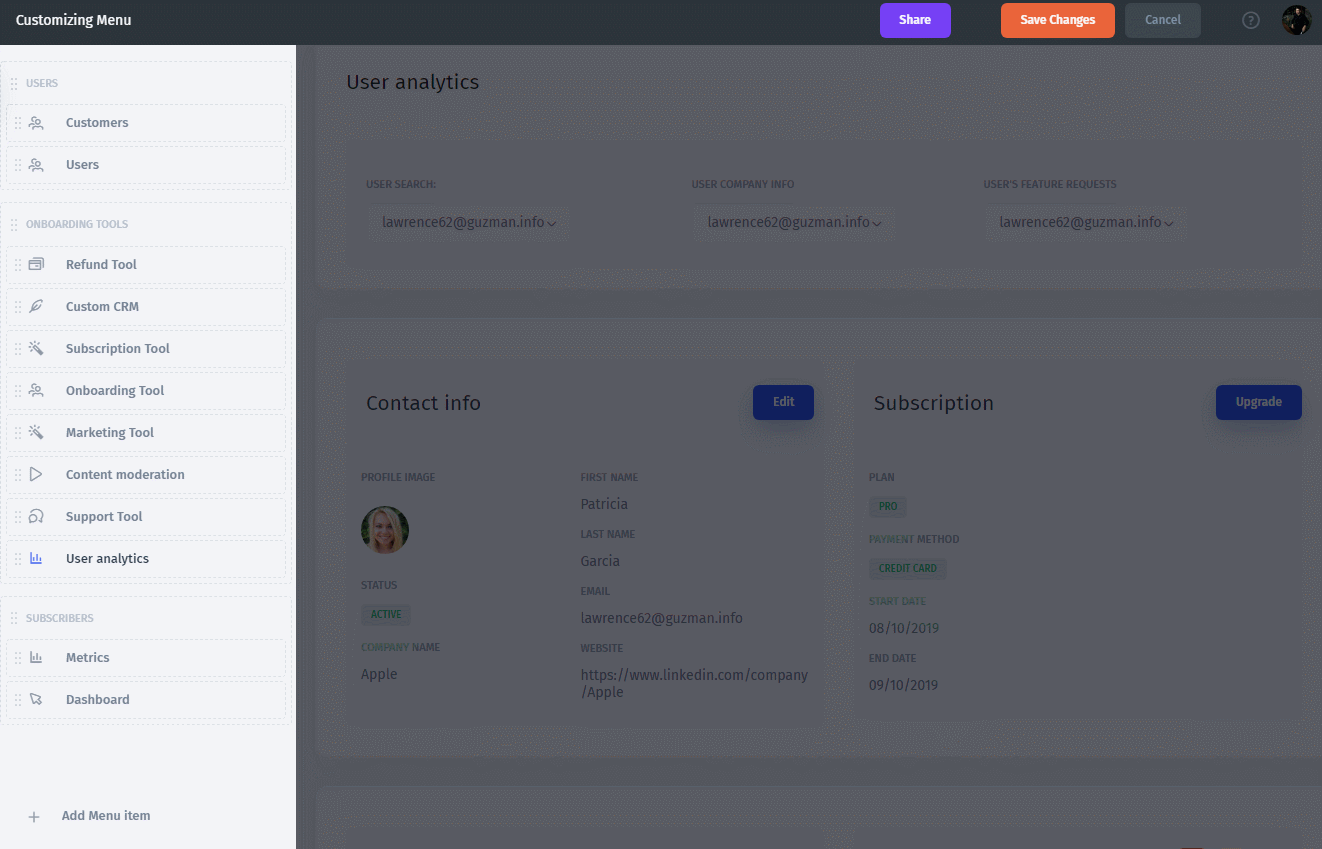 Customizing Menu
Share
Save Changes
Cancel
?
USERS
Customers
Users
ONBOARDING TOOLS
Refund Tool
Custom CRM
Subscription Tool
Onboarding Tool
Marketing Tool
Content moderation
Support Tool
User analytics
SUBSCRIBERS
Metrics
Dashboard
Add Menu item
User analytics
USER SEARCH:
lawrence62@guzman.info
USER COMPANY INFO
lawrence62@guzman.info
USER'S FEATURE REQUESTS
lawrence62@guzman.info
Contact info
Edit
PROFILE IMAGE
STATUS
ACTIVE
COMPANY NAME
Apple
FIRST NAME
Patricia
LAST NAME
Garcia
EMAIL
lawrence62@guzman.info
WEBSITE
https://www.linkedin.com/company
/Apple
Subscription
Upgrade
PLAN
PRO
PAYMENT METHOD
CREDIT CARD
START DATE
08/10/2019
END DATE
09/10/2019